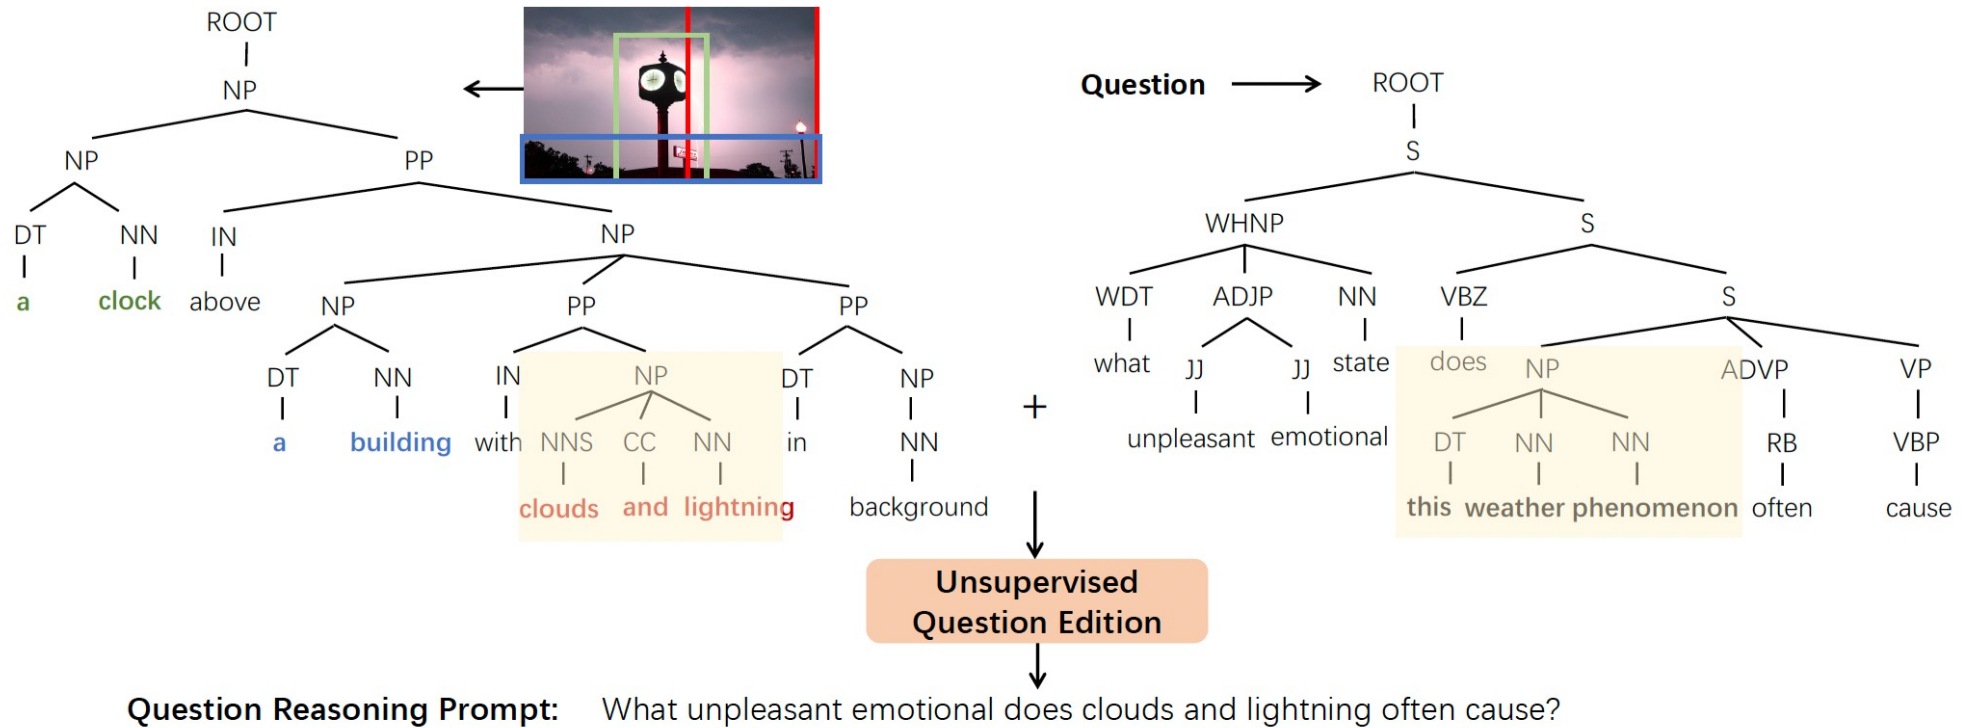 ROOT
NP
NP PP
DT NN IN NP
a clock above
NP PP PP
DT NN IN NP DT NP
a building with NNS CC NN in NN
clouds and lightning background
Question ROOT
S
WHNP S
WDT ADJP NN VBZ S
what JJ JJ state does NP ADVP VP
unpleasant emotional DT NN NN RB VBP
this weather phenomenon often cause
+
Unsupervised
Question Edition
Question Reasoning Prompt: What unpleasant emotional does clouds and lightning often cause?